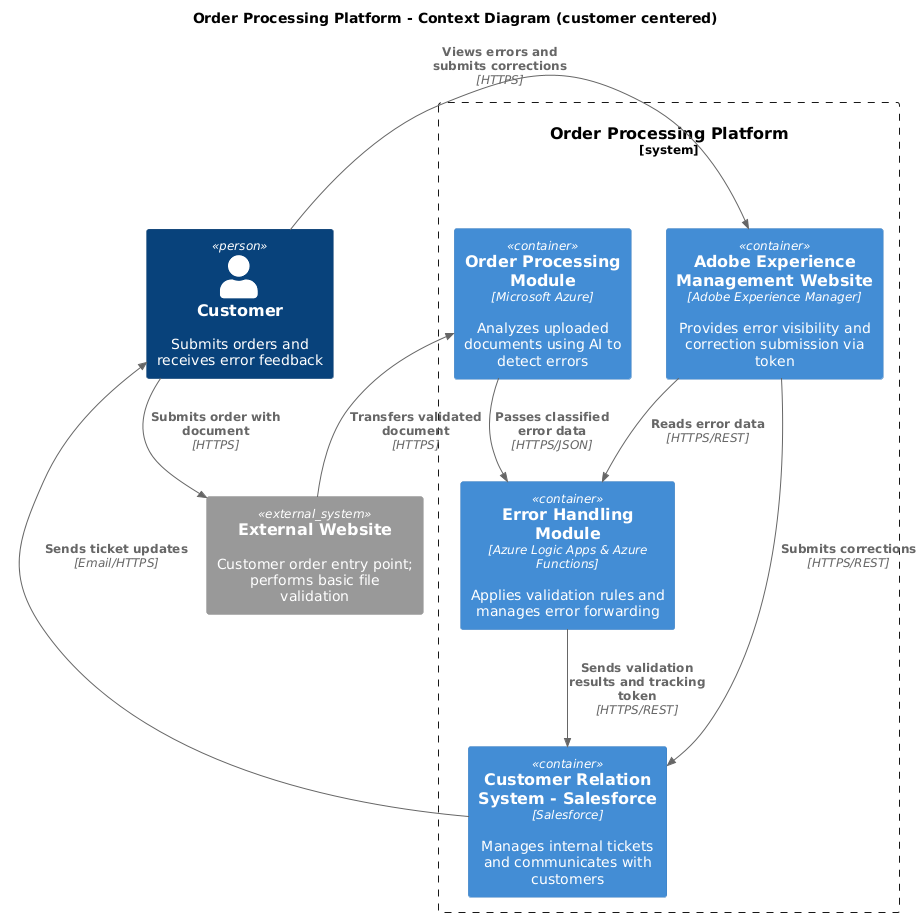 Order Processing Platform - Context Diagram (customer centered)
Views errors and
submits corrections
[HTTPS]
Order Processing Platform
[system]
«person»
Customer
Submits orders and
receives error feedback
«container»
Order Processing
Module
[Microsoft Azure]
Analyzes uploaded
documents using AI to
detect errors
«container»
Adobe Experience
Management Website
[Adobe Experience Manager]
Provides error visibility and
correction submission via
token
Submits order with
document
[HTTPS]
Transfers validated
document
[HTTPS]
Passes classified
error data
[HTTPS/JSON]
Reads error data
[HTTPS/REST]
«external_system»
External Website
Customer order entry point;
performs basic file
validation
«container»
Error Handling
Module
[Azure Logic Apps & Azure
Functions]
Applies validation rules and
manages error forwarding
Sends ticket updates
[Email/HTTPS]
Submits corrections
[HTTPS/REST]
Sends validation
results and tracking
token
[HTTPS/REST]
«container»
Customer Relation
System - Salesforce
[Salesforce]
Manages internal tickets
and communicates with
customers